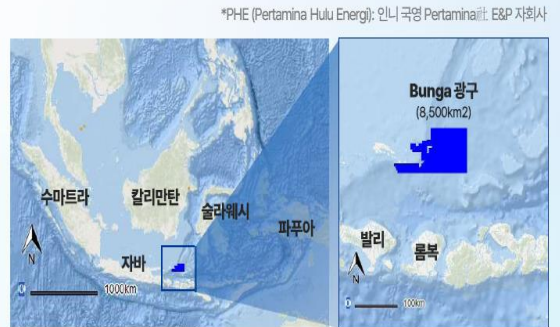 *PHE (Pertamina Hulu Energi): 인니 국영 Pertamina社 E&P 자회사
Bunga 광구
(8,500km2)
수마트라
칼리만탄
술라웨시
파푸아
자바
N
1000km
발리
롬복
N
100km